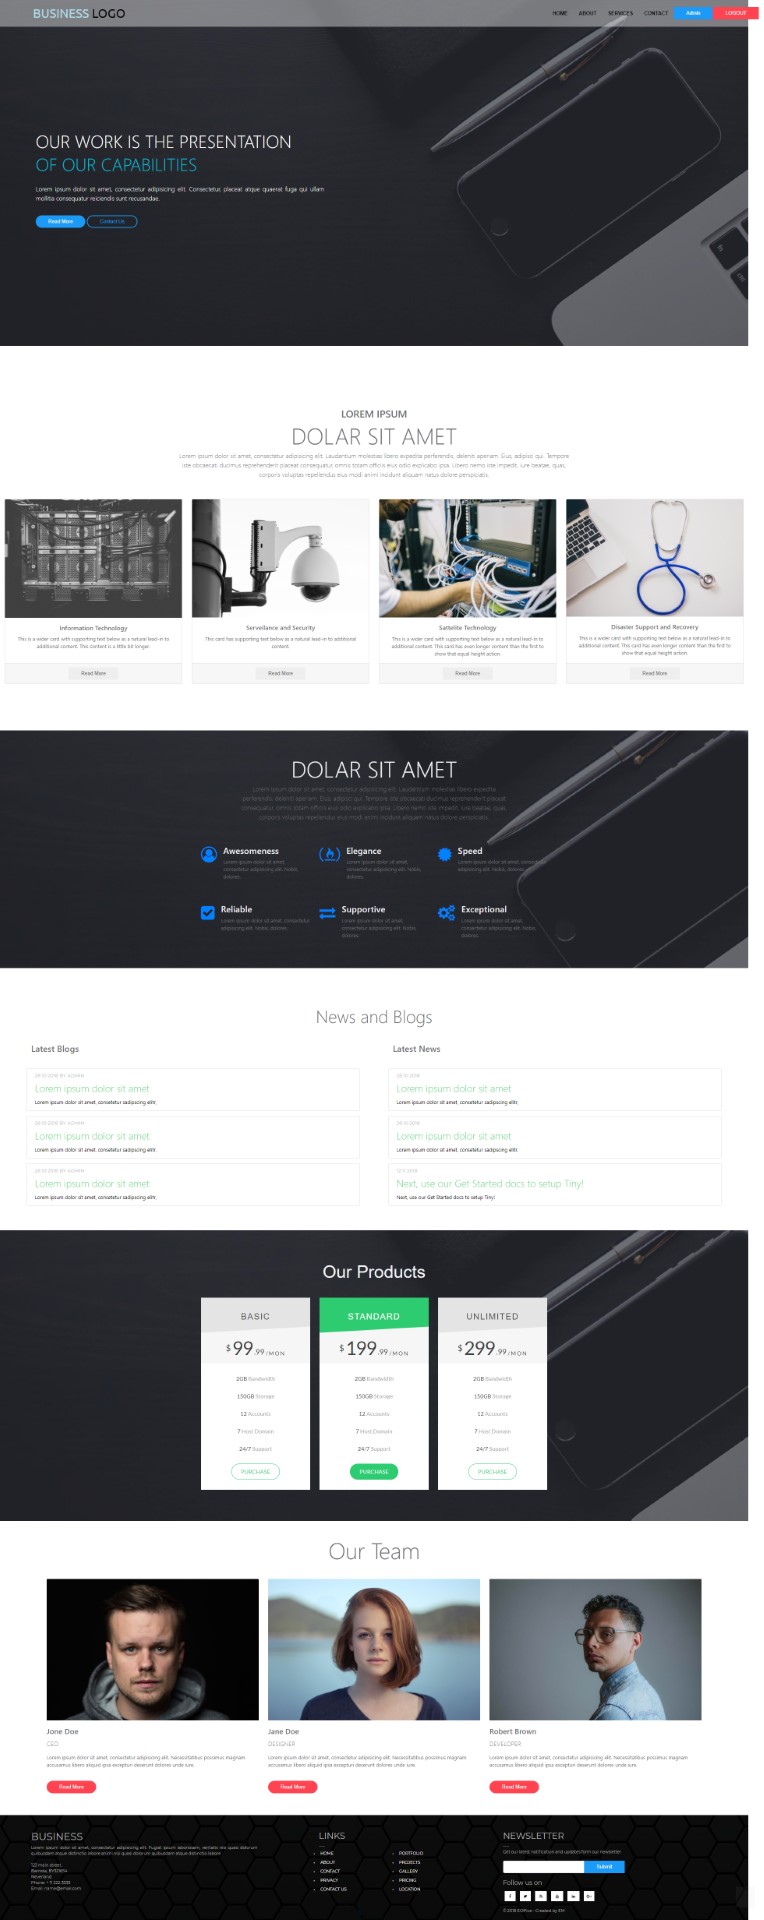 BUSINESS LOGO
HOME ABOUT SERVICES CONTACT Admin LOGOUT
OUR WORK IS THE PRESENTATION
OF OUR CAPABILITIES
Lorem ipsum dolor sit amet, consectetur adipisicing elit. Consectetur, placeat atque quaerat fuga qui ullam
mollitia consequatur reiciendis sunt recusandae.
Read More Contact Us
LOREM IPSUM
DOLAR SIT AMET
Lorem ipsum dolor sit amet, consectetur adipisicing elit. Laudantium molestias libero expedita perferendis, deleniti aperiam. Eius, adipisci qui. Tempore
iste obcaecati ducimus reprehenderit placeat consequatur omnis totam officiis eius odio explicabo ipsa. Libero nemo iste impedit, iure beatae, quas,
corporis voluptas repellendus eius modi animi incidunt aliquam natus dolore perspiciatis.
Information Technology
This is a wider card with supporting text below as a natural lead-in to
additional content. This content is a little bit longer.
Read More
Serveilance and Security
This card has supporting text below as a natural lead-in to additional
content.
Read More
Sattelite Technology
This is a wider card with supporting text below as a natural lead-in to
additional content. This card has even longer content than the first to
show that equal height action.
Read More
Disaster Support and Recovery
This is a wider card with supporting text below as a natural lead-in to
additional content. This card has even longer content than the first to
show that equal height action.
Read More
DOLAR SIT AMET
Lorem ipsum dolor sit amet, consectetur adipisicing elit. Laudantium molestias libero expedita
perferendis, deleniti aperiam. Eius, adipisci qui. Tempore iste obcaecati ducimus reprehenderit placeat
consequatur omnis totam officiis eius odio explicabo ipsa. Libero nemo iste impedit, iure beatae, quas,
corporis voluptas repellendus eius modi animi incidunt aliquam natus dolore perspiciatis.
Awesomeness
Lorem ipsum dolor sit amet,
consectetur adipisicing elit. Nobis,
dolores.
Elegance
Lorem ipsum dolor sit amet,
consectetur adipisicing elit. Nobis,
dolores.
Speed
Lorem ipsum dolor sit amet, consectetur
adipisicing elit. Nobis, dolores.
Reliable
Lorem ipsum dolor sit amet, consectetur
adipisicing elit. Nobis, dolores.
Supportive
Lorem ipsum dolor sit amet,
consectetur adipisicing elit. Nobis,
dolores.
Exceptional
Lorem ipsum dolor sit amet,
consectetur adipisicing elit. Nobis,
dolores.
News and Blogs
Latest Blogs
28.10.2018 BY ADMIN
Lorem ipsum dolor sit amet
Lorem ipsum dolor sit amet, consetetur sadipscing elitr,
28.10.2018 BY ADMIN
Lorem ipsum dolor sit amet
Lorem ipsum dolor sit amet, consetetur sadipscing elitr,
28.10.2018 BY ADMIN
Lorem ipsum dolor sit amet
Lorem ipsum dolor sit amet, consetetur sadipscing elitr,
Latest News
28.10.2018
Lorem ipsum dolor sit amet
Lorem ipsum dolor sit amet, consetetur sadipscing elitr,
28.10.2018
Lorem ipsum dolor sit amet
Lorem ipsum dolor sit amet, consetetur sadipscing elitr,
12.11.2018
Next, use our Get Started docs to setup Tiny!
Next, use our Get Started docs to setup Tiny!
Our Products
BASIC
$99.99/MON
2GB Bandwidth
150GB Storage
12 Accounts
7 Host Domain
24/7 Support
PURCHASE
STANDARD
$199.99/MON
2GB Bandwidth
150GB Storage
12 Accounts
7 Host Domain
24/7 Support
PURCHASE
UNLIMITED
$299.99/MON
2GB Bandwidth
150GB Storage
12 Accounts
7 Host Domain
24/7 Support
PURCHASE
Our Team
Jone Doe
CEO
Lorem ipsum dolor sit amet, consectetur adipisicing elit. Necessitatibus possimus magnam
accusamus libero aliquid ipsa excepturi deserunt dolores unde iure.
Read More
Jane Doe
DESIGNER
Lorem ipsum dolor sit amet, consectetur adipisicing elit. Necessitatibus possimus magnam
accusamus libero aliquid ipsa excepturi deserunt dolores unde iure.
Read More
Robert Brown
DEVELOPER
Lorem ipsum dolor sit amet, consectetur adipisicing elit. Necessitatibus possimus magnam
accusamus libero aliquid ipsa excepturi deserunt dolores unde iure.
Read More
BUSINESS
Lorem ipsum dolor sit amet, consectetur adipisicing elit.
123 main street,
Neverland
Email: name@email.com
LINKS
HOME
ABOUT
CONTACT
PRIVACY
CONTACT US
PORTFOLIO
PROJECTS
GALLERY
PRICING
LOCATION
NEWSLETTER
Get our latest notification and updates form our newsletter
Submit
Follow us on